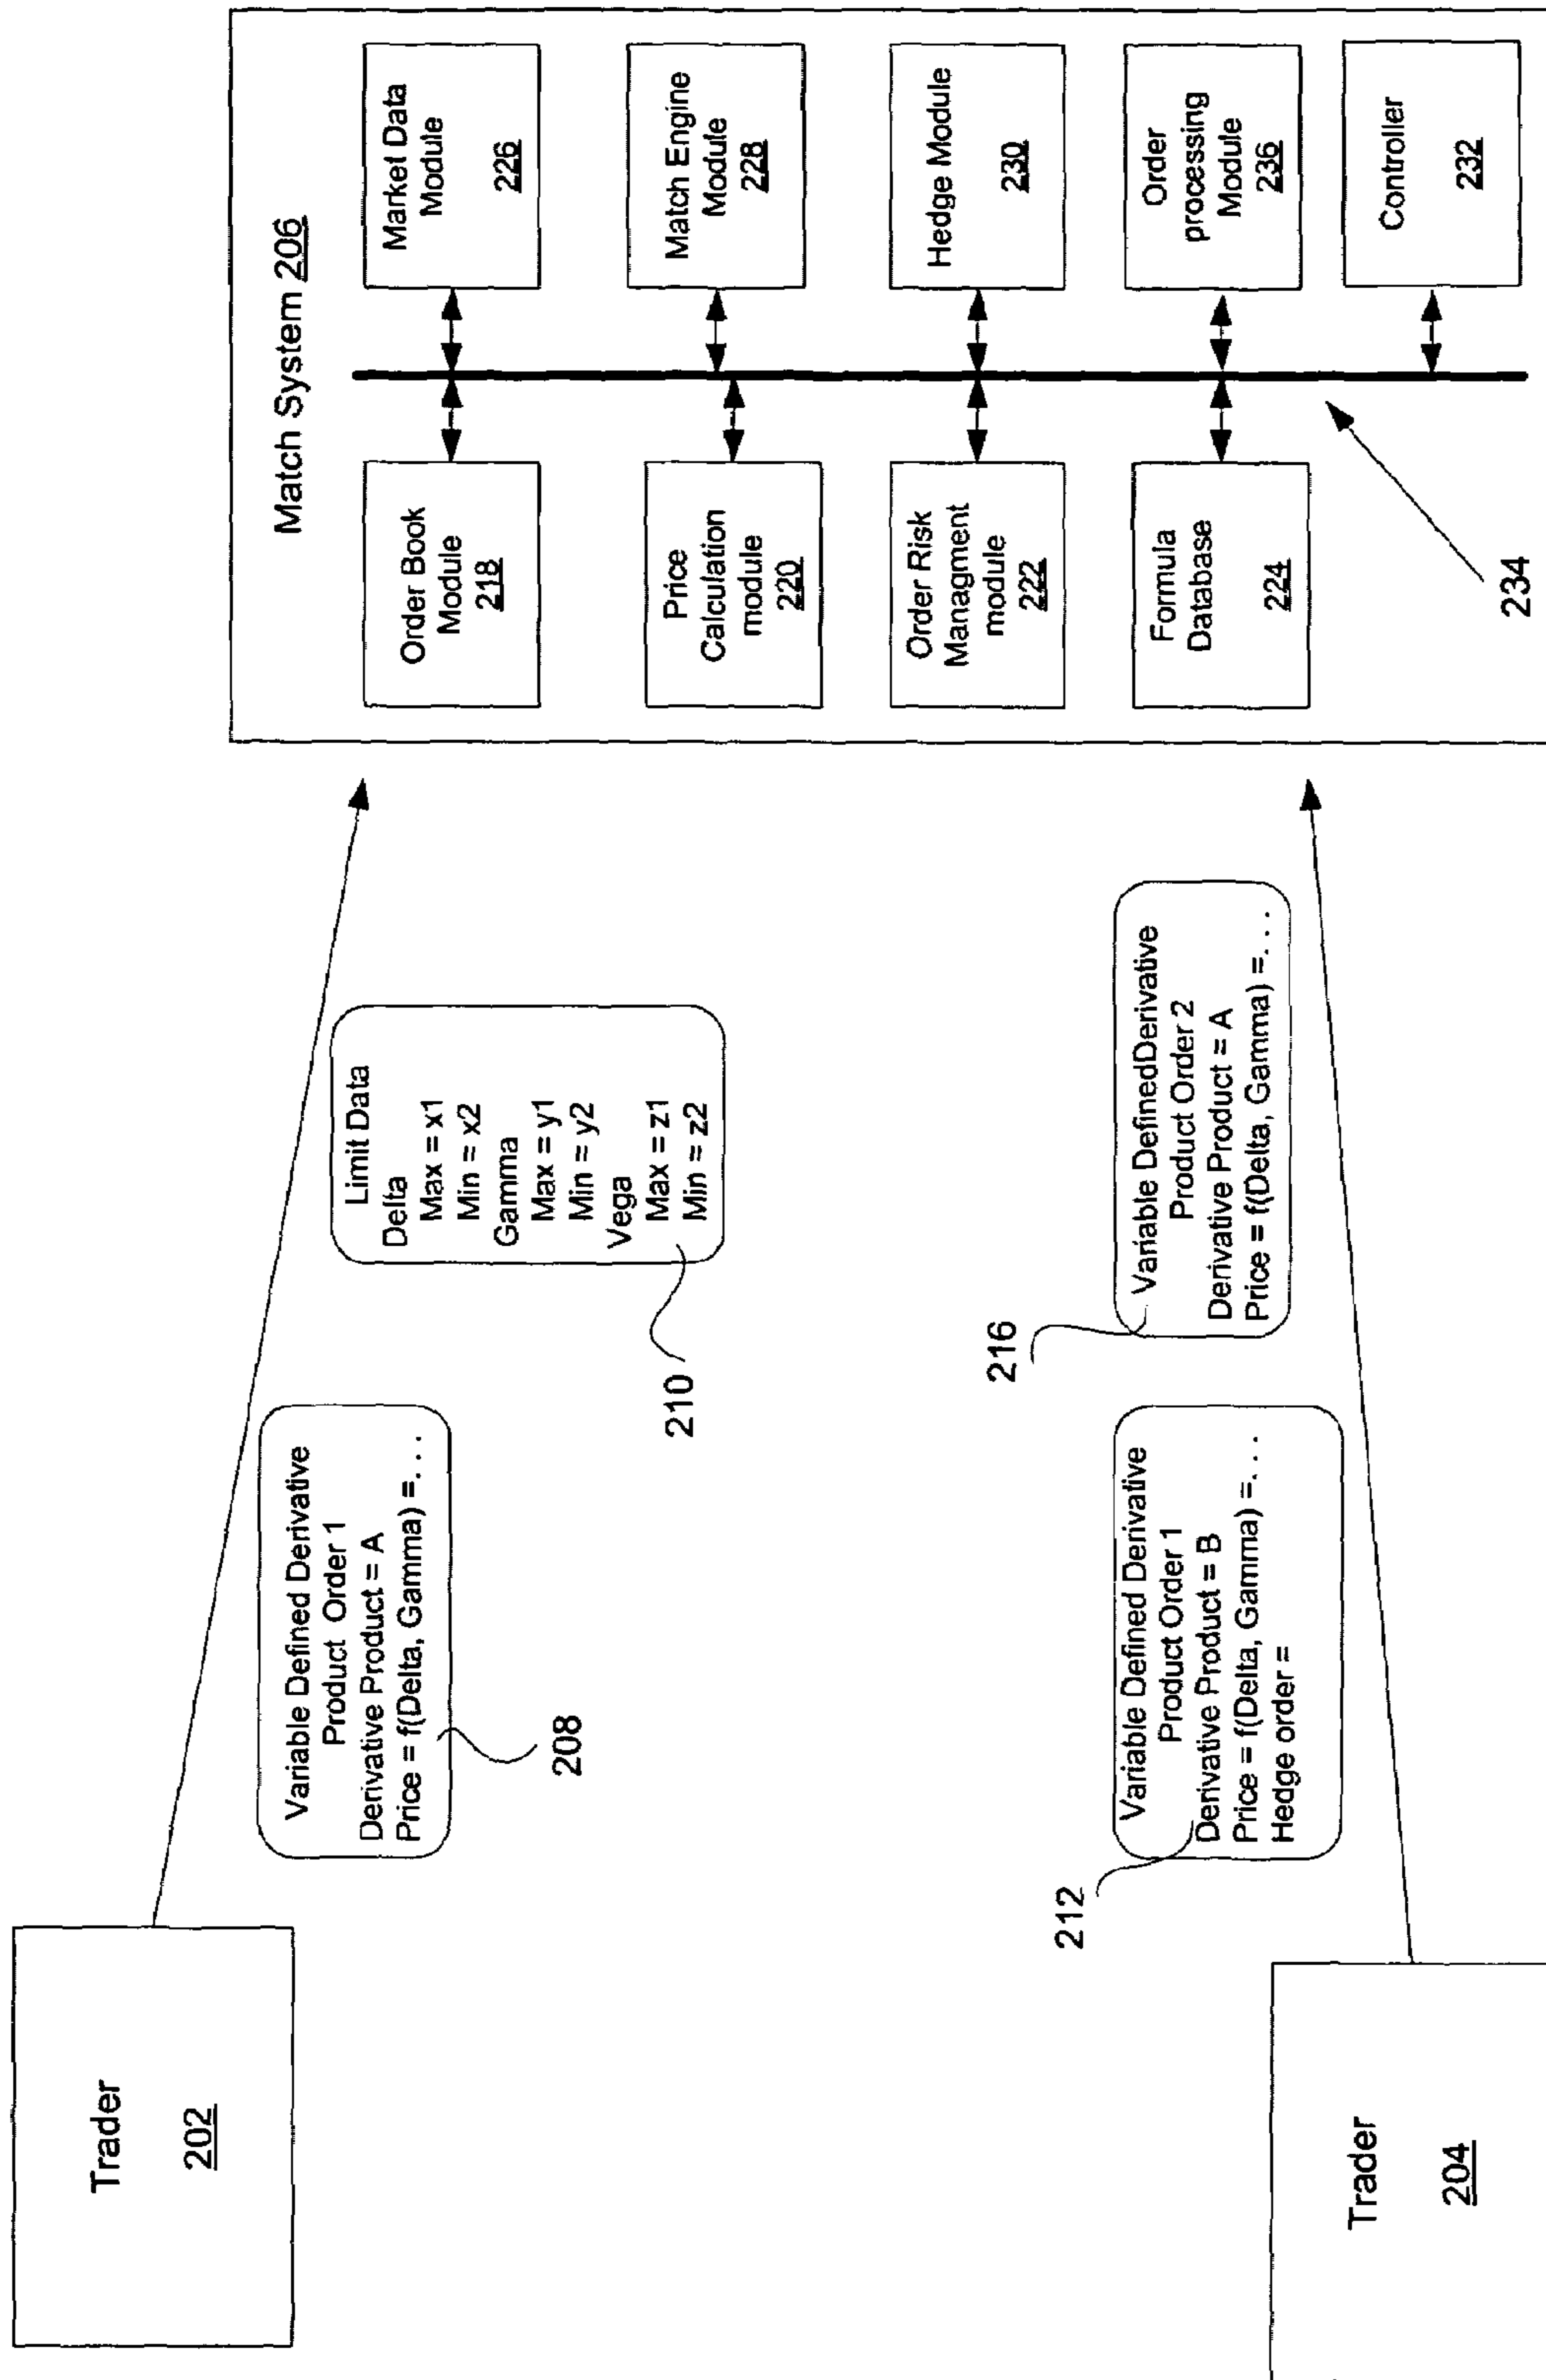 Trader
202
Variable Defined Derivative
Product Order 1
Derivative Product = A
Price = f(Delta, Gamma) =. . .
208
Limit Data
Delta
Max = x1
Min = x2
Gamma
Max = y1
Min = y2
Vega
Max = z1
Min = z2
210
Match System 206
Order Book
Module
218
Market Data
Module
226
Price
Calculation
module
220
Match Engine
Module
228
Order Risk
Managment
module
222
Hedge Module
230
Formula
Database
224
Order
processing
Module
236
Controller
232
234
Trader
204
Variable Defined Derivative
Product Order 1
Derivative Product = B
Price = f(Delta, Gamma) =. . .
Hedge order =
212
Variable DefinedDerivative
Product Order 2
Derivative Product = A
Price = f(Delta, Gamma) =. . .
216